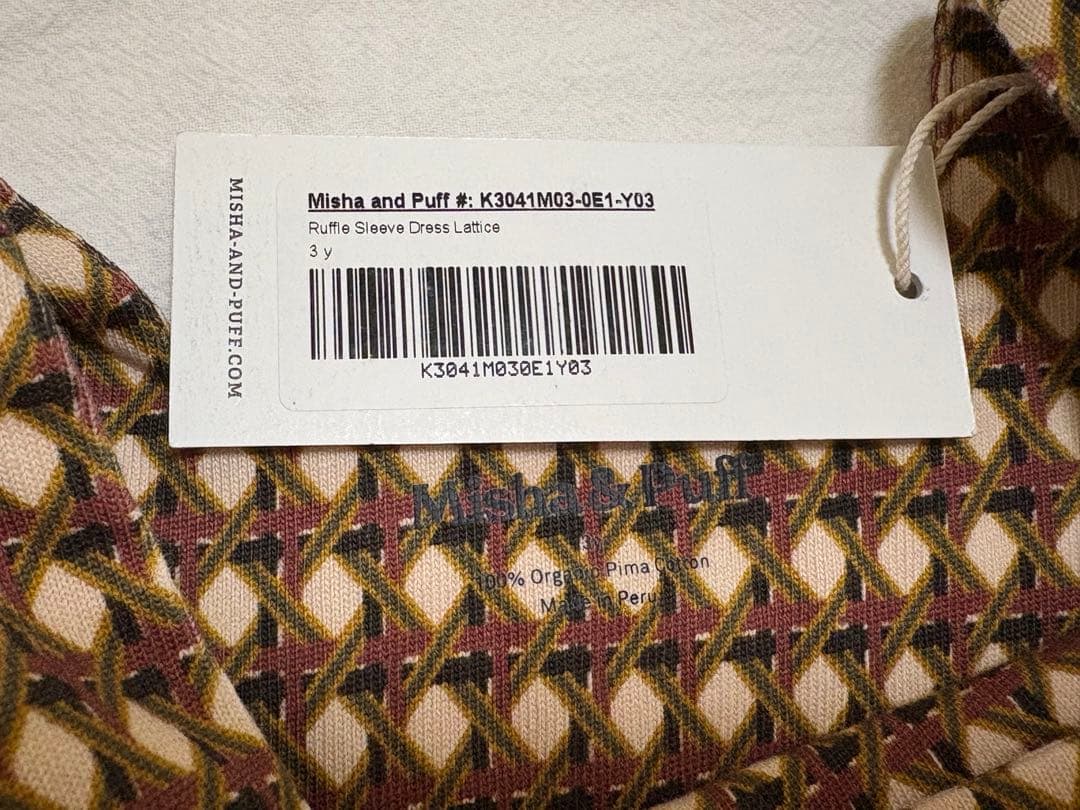 MISHA-AND-PUFF.COM
Misha and Puff #: K3041M03-0E1-Y03
Ruffle Sleeve Dress Lattice
3 y
K3041M030E1Y03
Misha & Puff
100% Organic Pima Cotton
Made in Peru